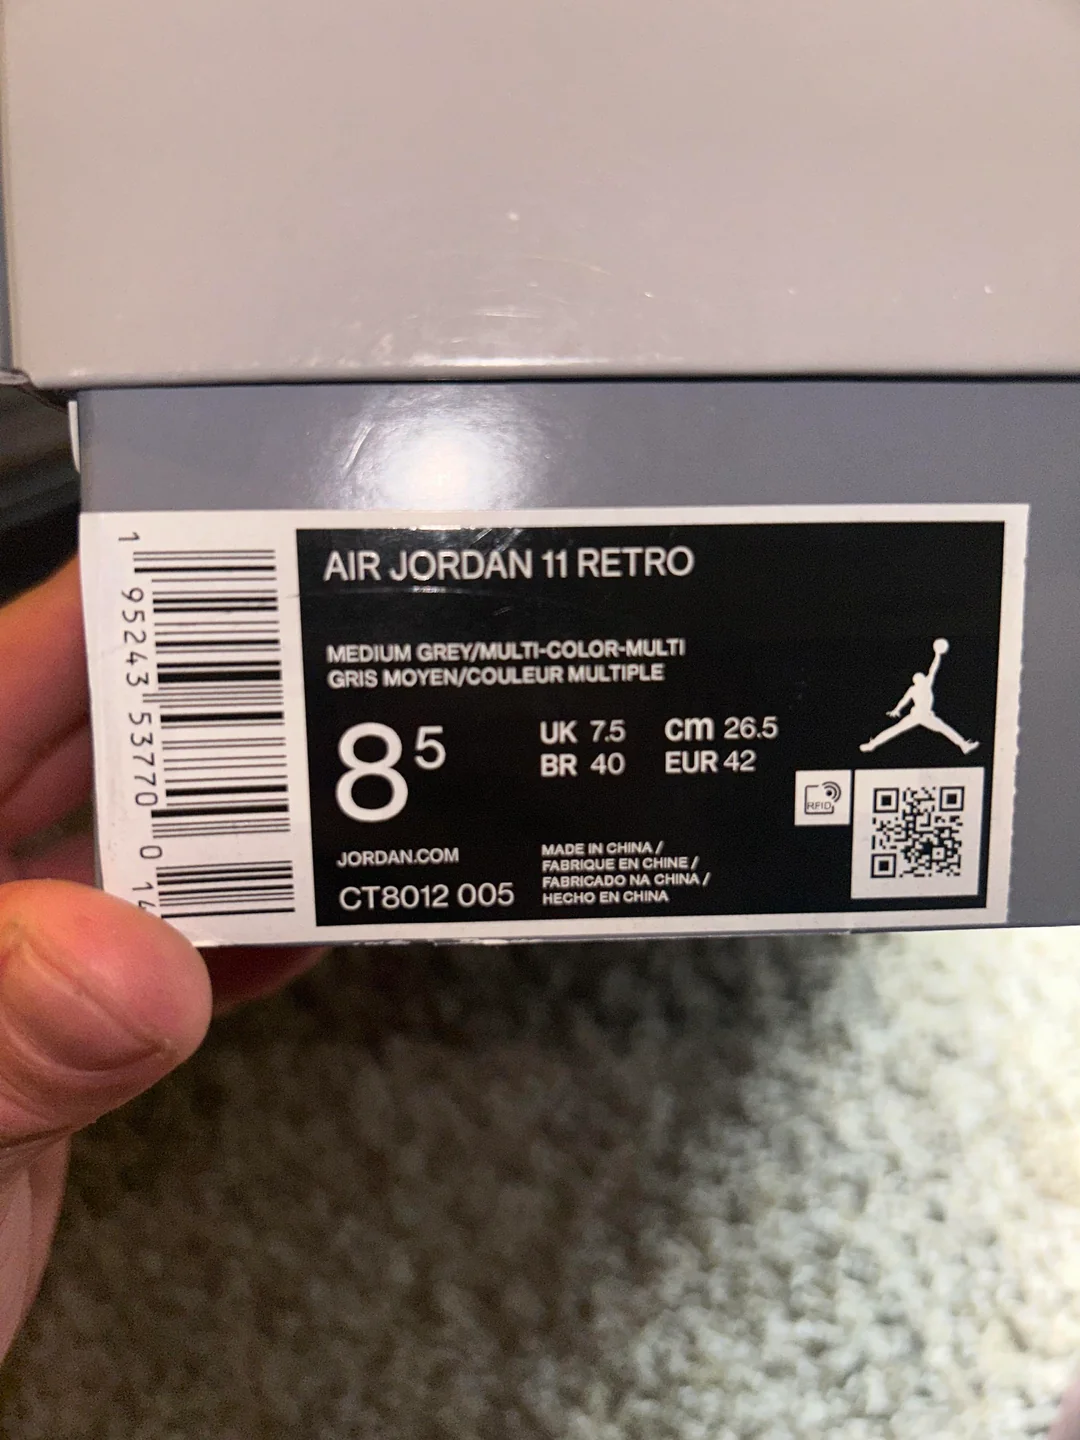 1 95243 53770 0
AIR JORDAN 11 RETRO
MEDIUM GREY/MULTI-COLOR-MULTI
GRIS MOYEN/COULEUR MULTIPLE
8 5
UK 7.5 cm 26.5
BR 40 EUR 42
RFID
JORDAN.COM
CT8012 005
MADE IN CHINA /
FABRIQUE EN CHINE /
FABRICADO NA CHINA /
HECHO EN CHINA